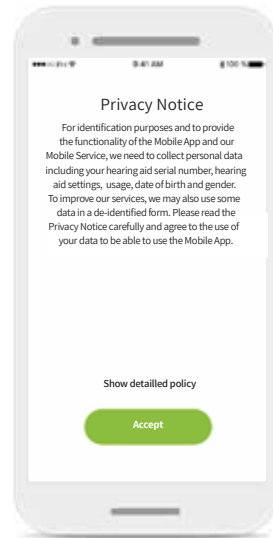 9:41 AM
100 %
Privacy Notice
For identification purposes and to provide
the functionality of the Mobile App and our
Mobile Service, we need to collect personal data
including your hearing aid serial number, hearing
aid settings, usage, date of birth and gender.
To improve our services, we may also use some
data in a de-identified form. Please read the
Privacy Notice carefully and agree to the use of
your data to be able to use the Mobile App.
Show detailled policy
Accept